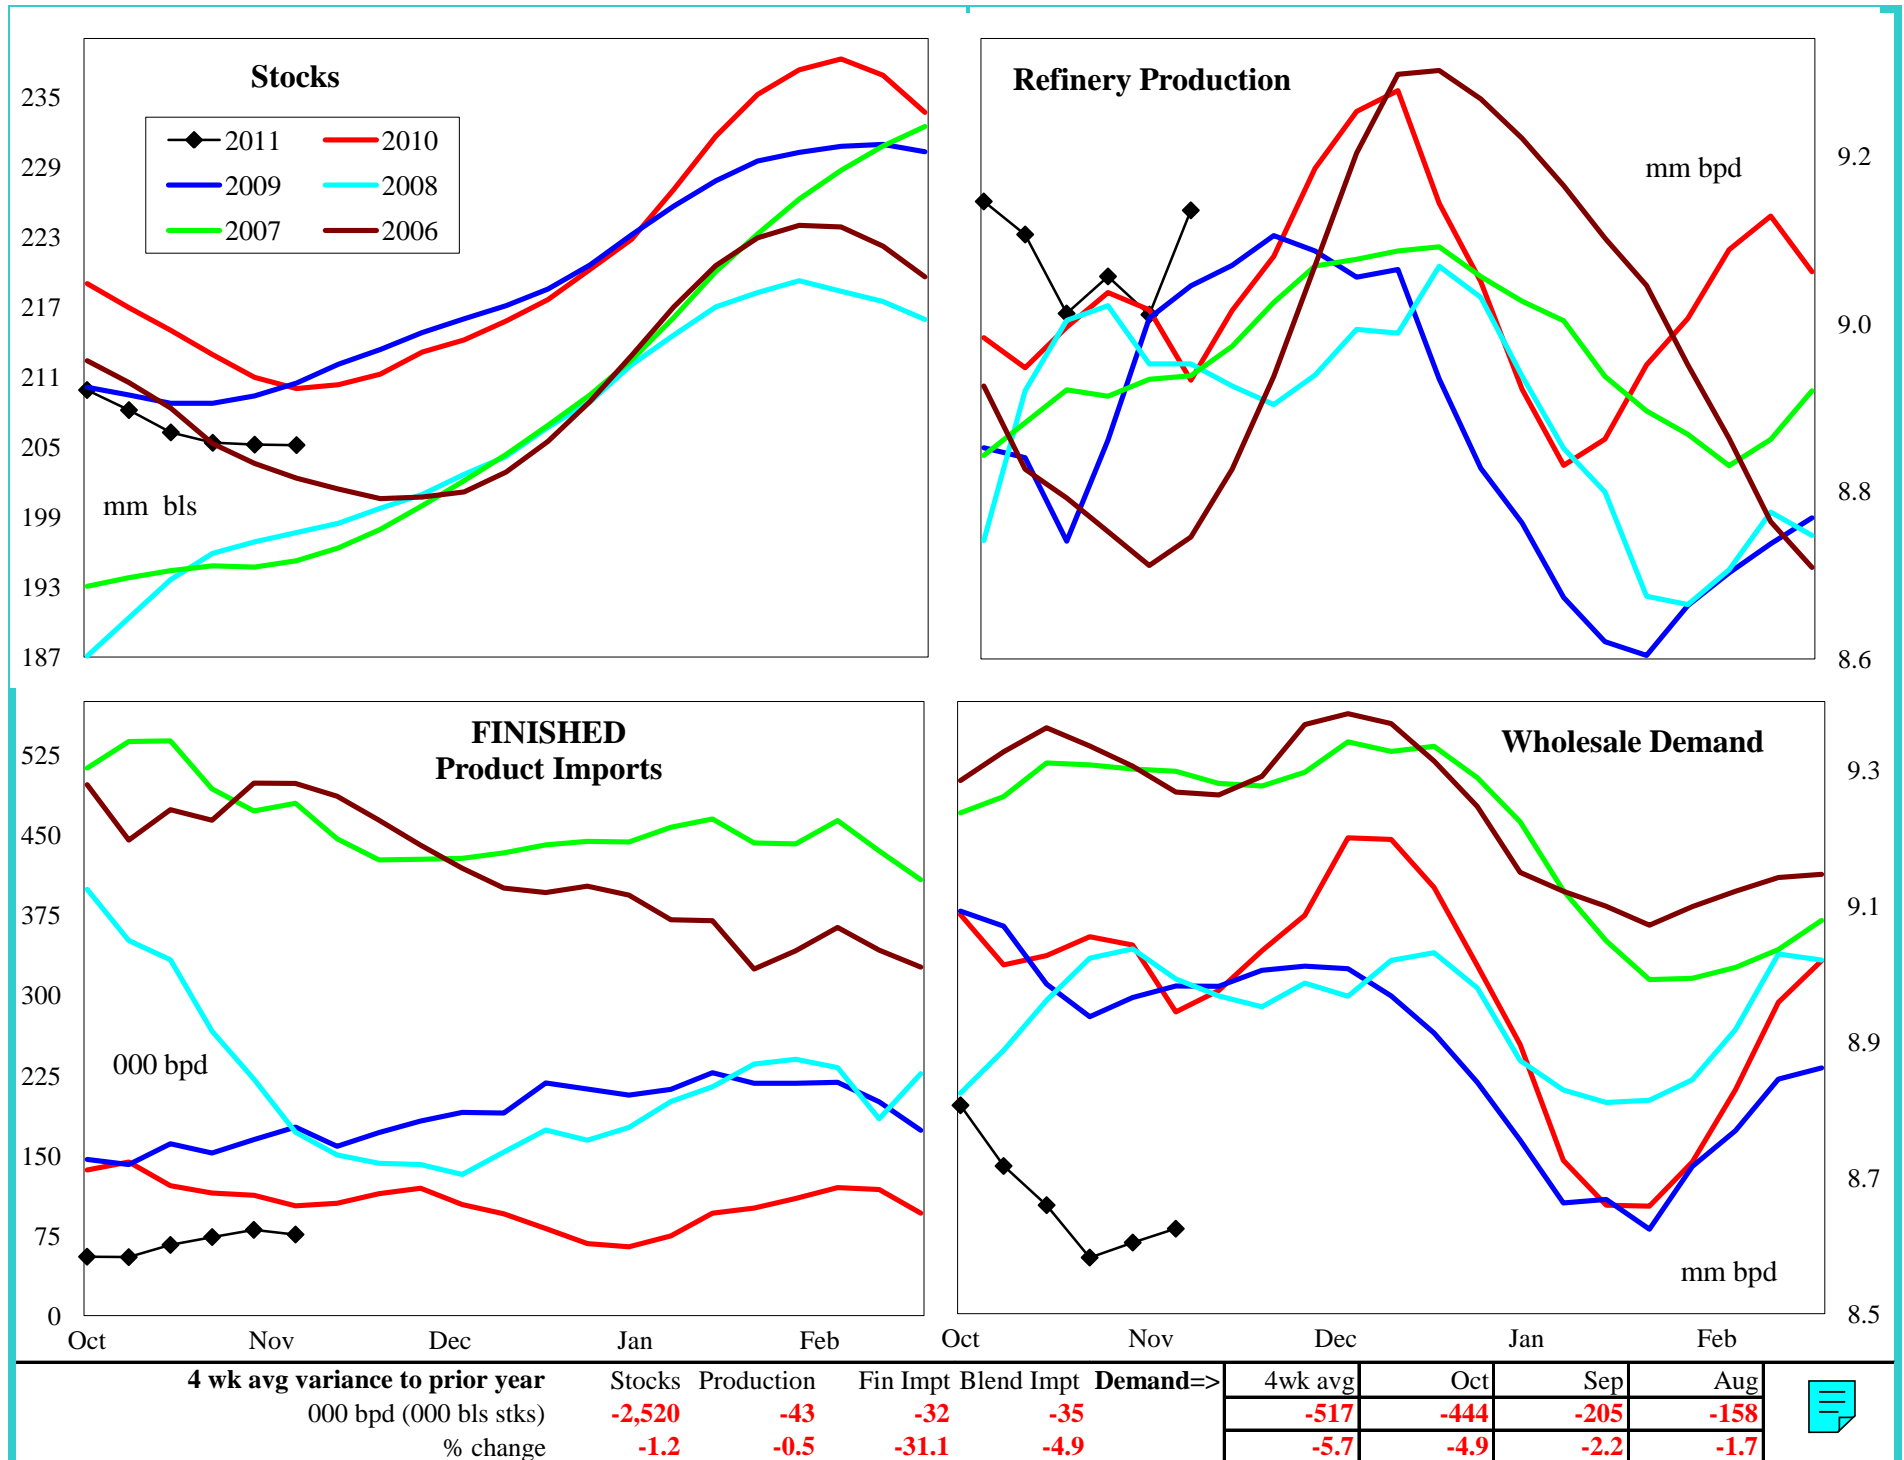 Stocks
235
229
223
217
211
205
199
193
187
2011
2010
2009
2008
2007
2006
mm bls
Refinery Production
mm bpd
9.2
9.0
8.8
8.6
FINISHED
Product Imports
525
450
375
300
225
150
75
0
000 bpd
Oct Nov Dec Jan Feb
Wholesale Demand
9.3
9.1
8.9
8.7
8.5
mm bpd
Oct Nov Dec Jan Feb
4 wk avg variance to prior year Stocks Production Fin Impt Blend Impt Demand=> 4wk avg Oct Sep Aug
000 bpd (000 bls stks) -2,520 -43 -32 -35 -517 -444 -205 -158
% change -1.2 -0.5 -31.1 -4.9 -5.7 -4.9 -2.2 -1.7